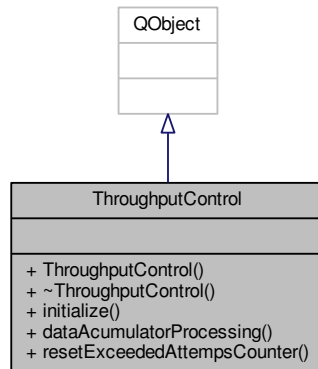 QObject
ThroughputControl
+ ThroughputControl()
+ ~ThroughputControl()
+ initialize()
+ dataAcumulatorProcessing()
+ resetExceededAttempsCounter()